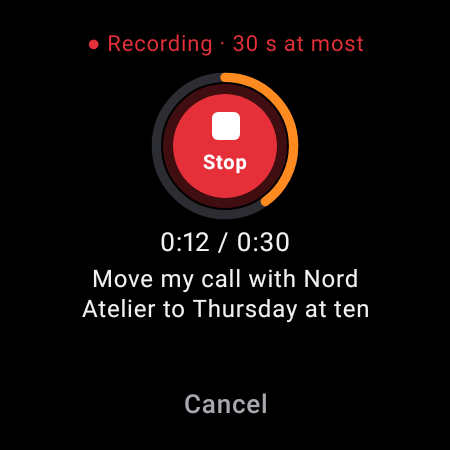 Recording · 30 s at most
Stop
0:12 / 0:30
Move my call with Nord
Atelier to Thursday at ten
Cancel